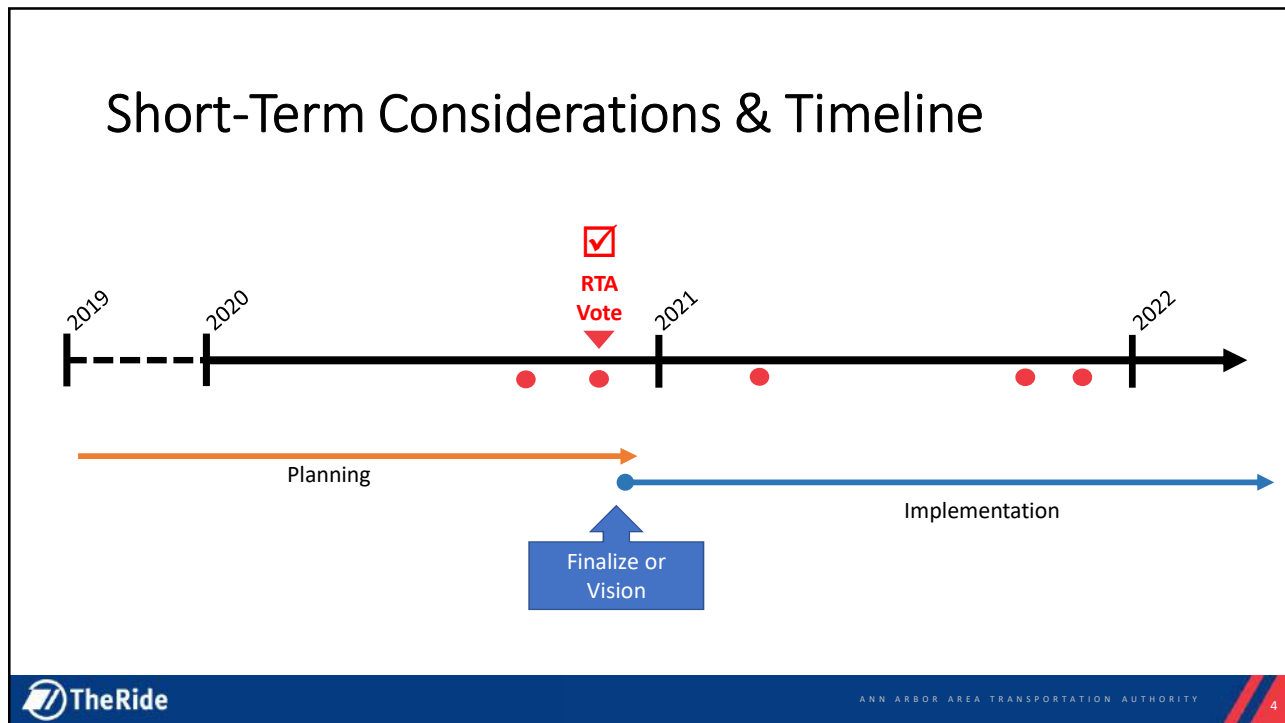 Short-Term Considerations & Timeline
RTA
Vote
2019
2020
2021
2022
Planning
Implementation
Finalize or
Vision
TheRide
ANN ARBOR AREA TRANSPORTATION AUTHORITY
4